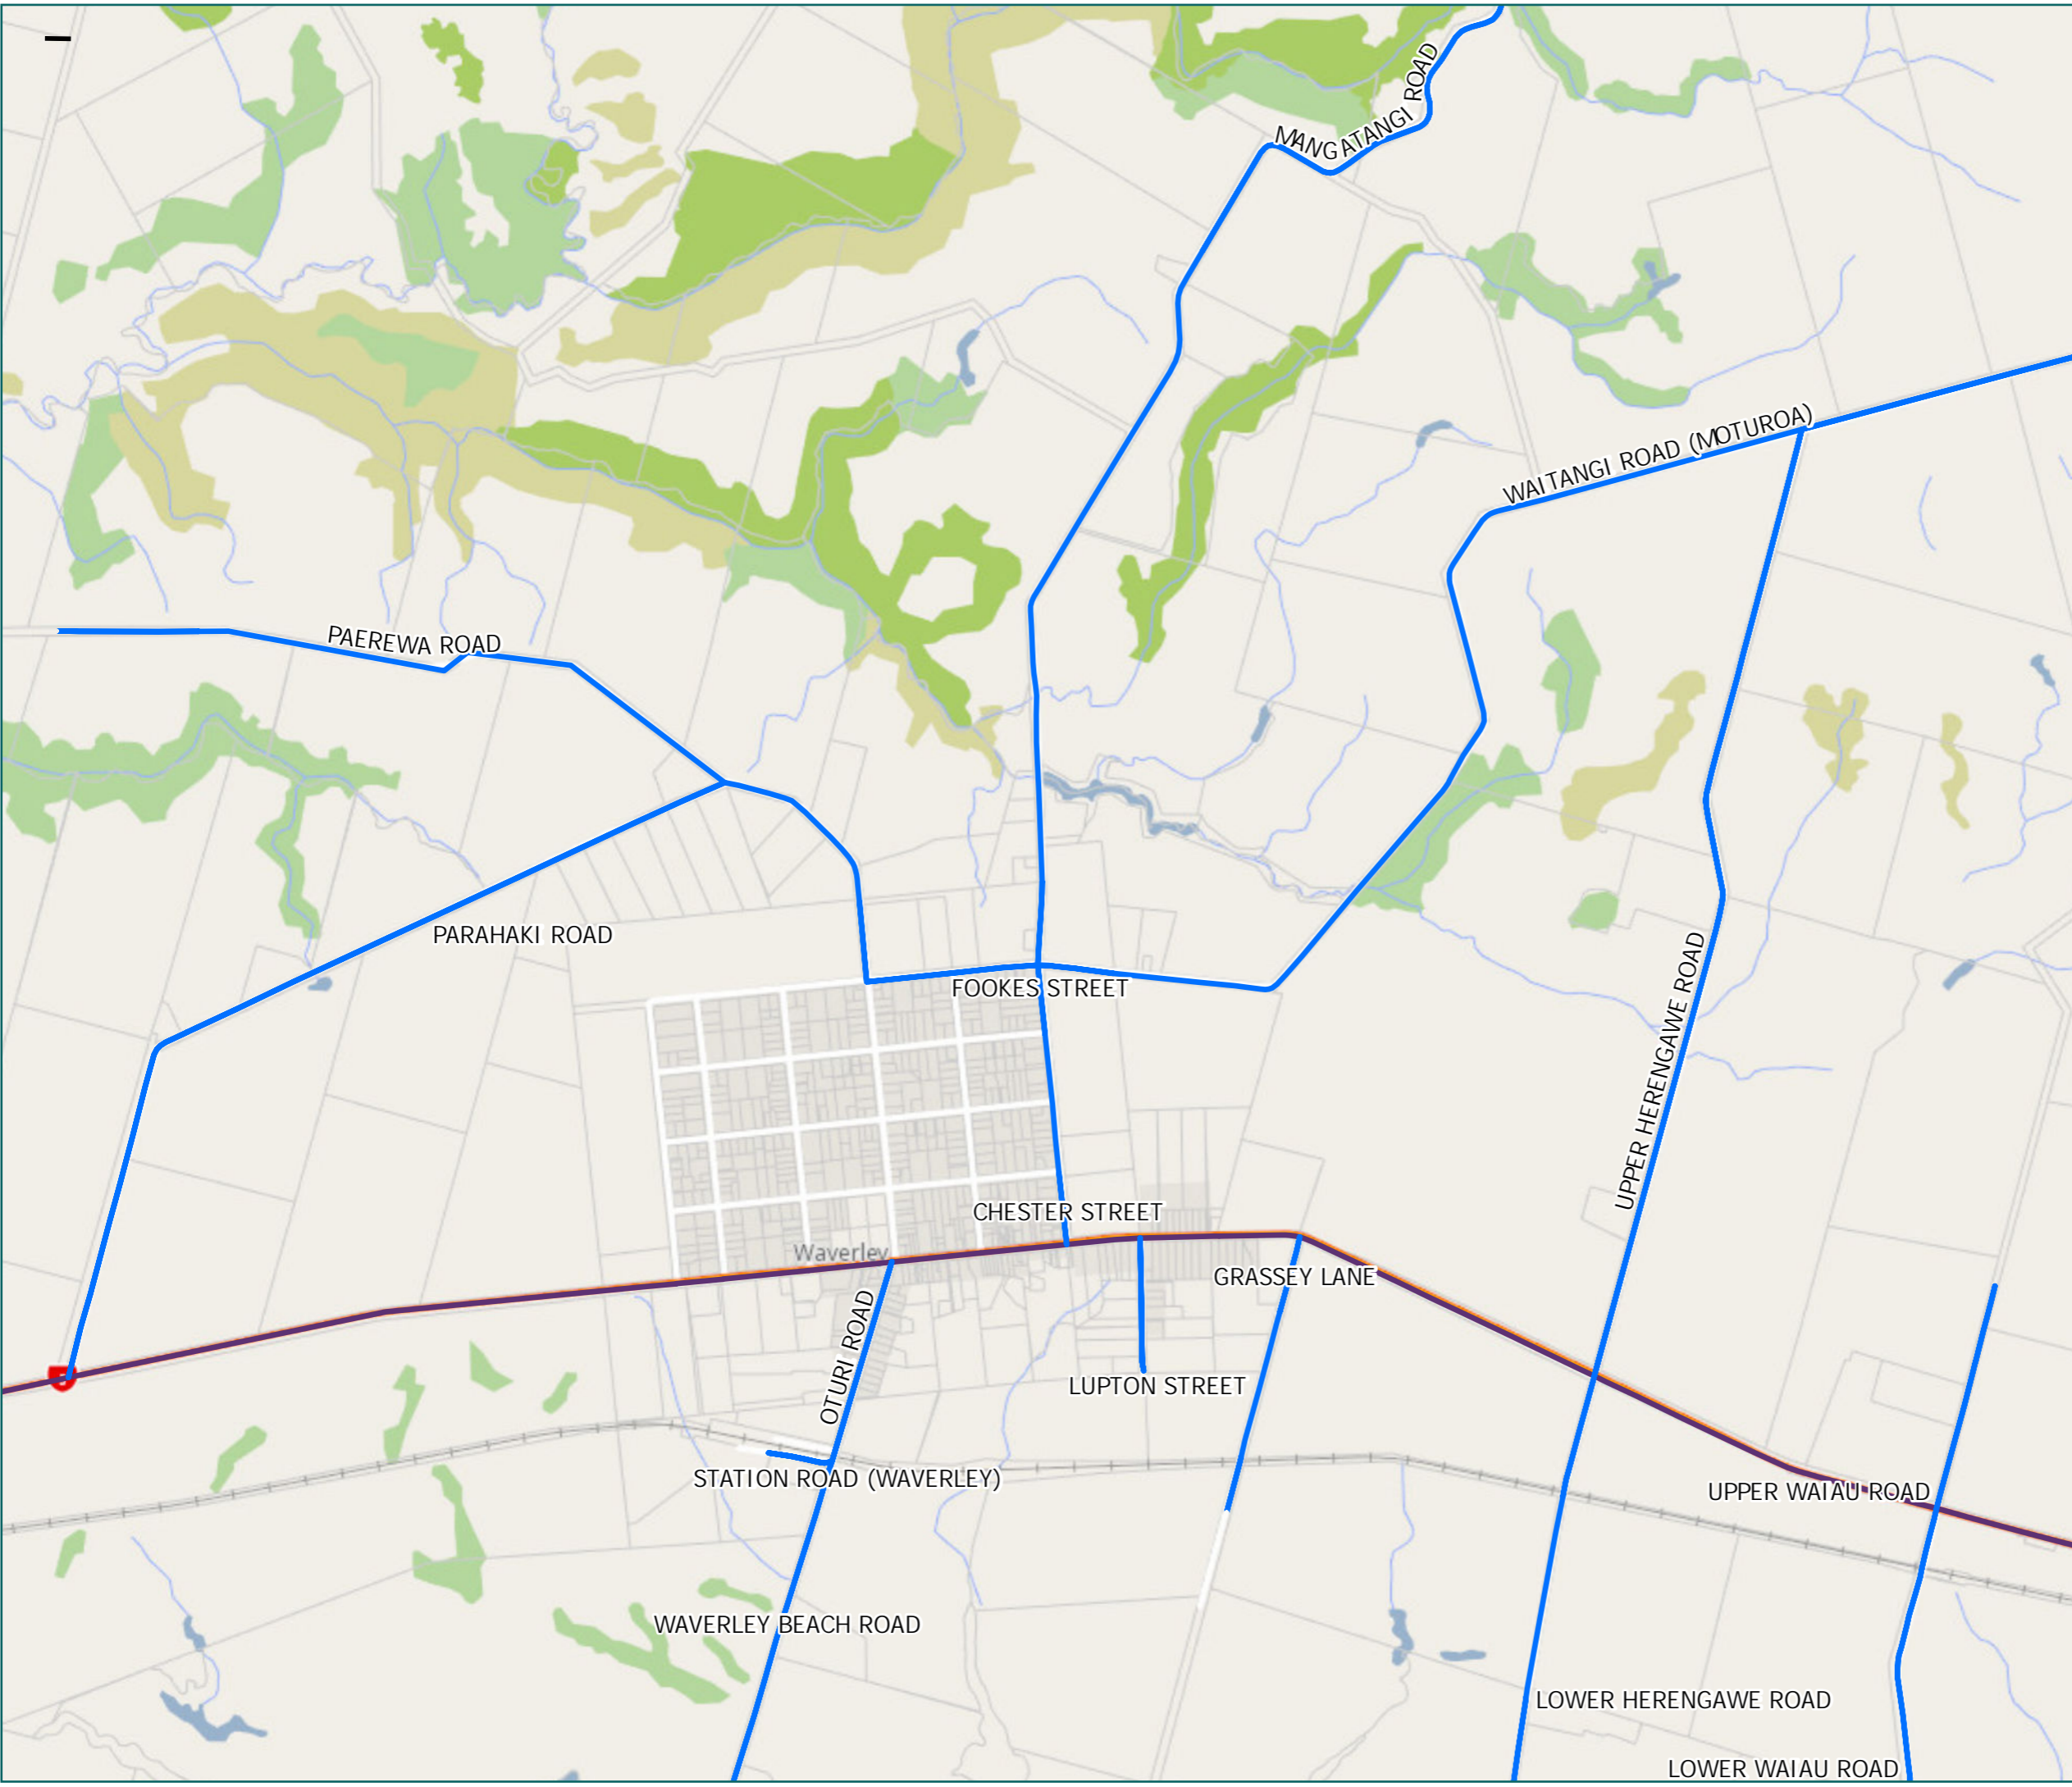 MANGATANGI ROAD
WAITANGI ROAD (MOTUROA)
PAEREWA ROAD
PARAHAKI ROAD
FOOKES STREET
UPPER HERENGAWE ROAD
CHESTER STREET
Waverley
GRASSEY LANE
OTURI ROAD
LUPTON STREET
STATION ROAD (WAVERLEY)
UPPER WAIAU ROAD
WAVERLEY BEACH ROAD
LOWER HERENGAWE ROAD
LOWER WAIAU ROAD